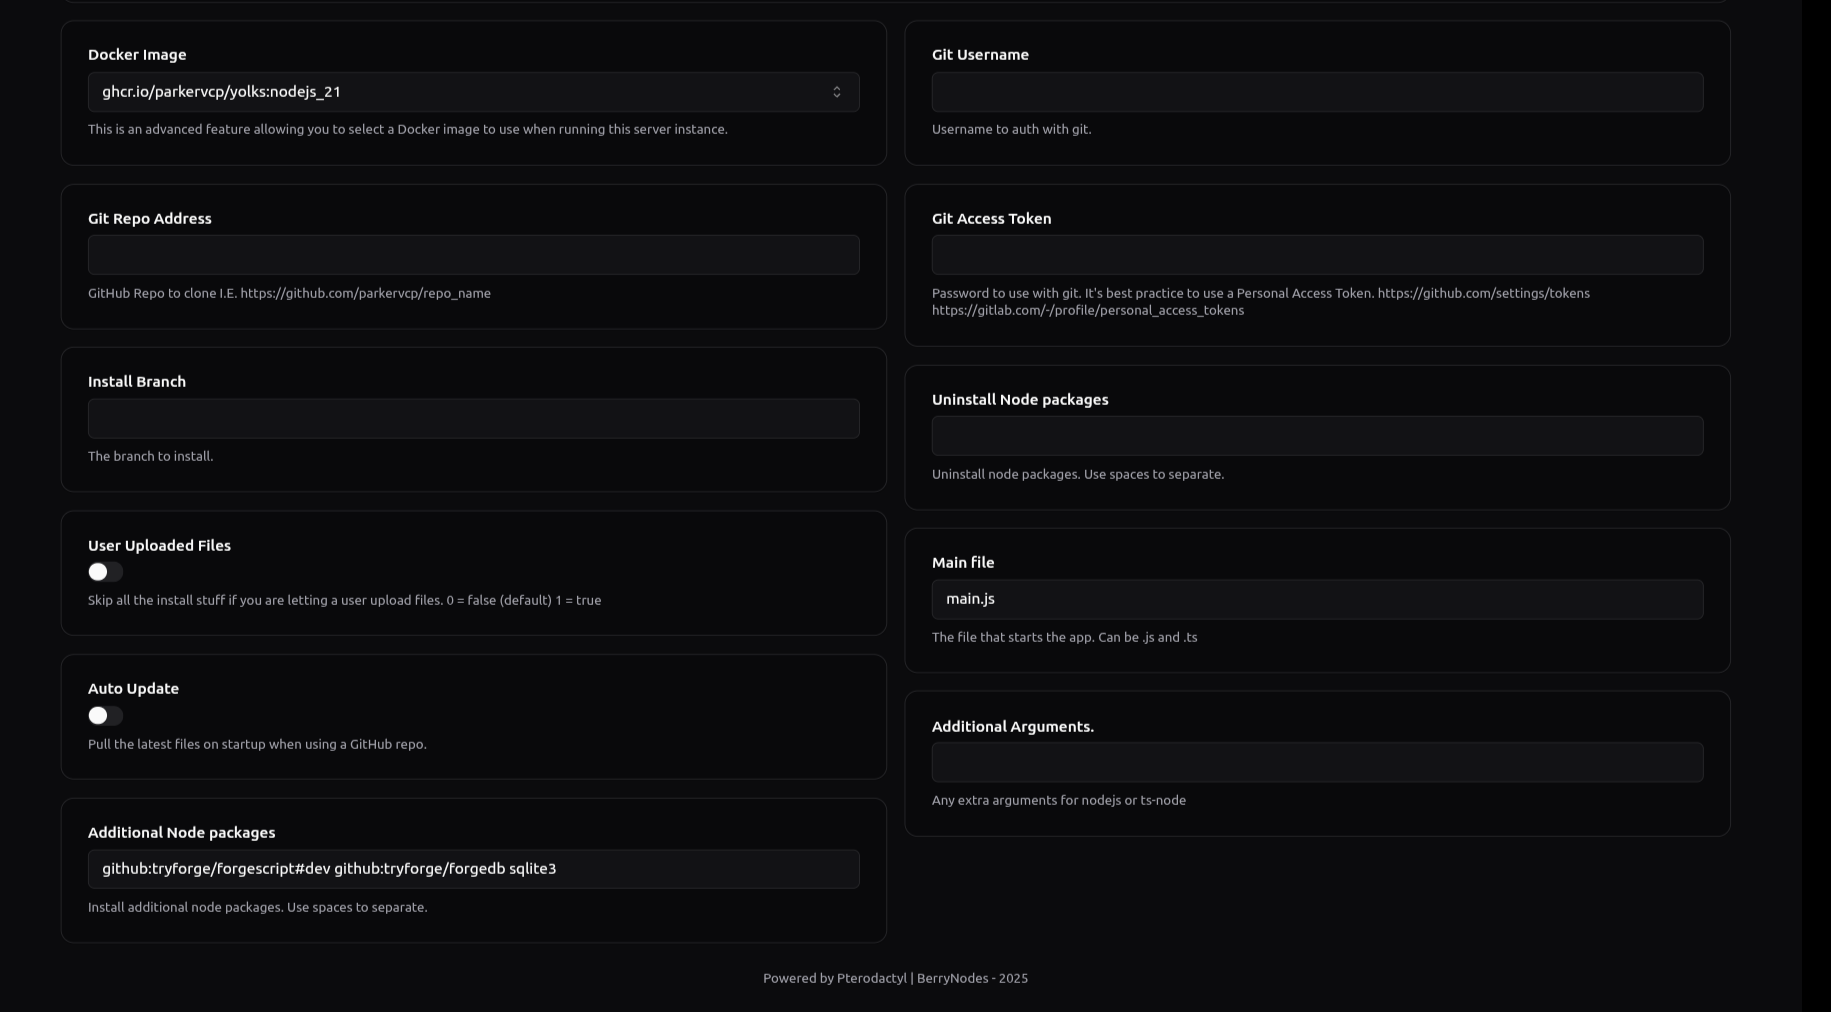 Docker Image
ghcr.io/parkervcp/yolks:nodejs_21
This is an advanced feature allowing you to select a Docker image to use when running this server instance.
Git Repo Address
GitHub Repo to clone I.E. https://github.com/parkervcp/repo_name
Install Branch
The branch to install.
User Uploaded Files
Skip all the install stuff if you are letting a user upload files. 0 = false (default) 1 = true
Auto Update
Pull the latest files on startup when using a GitHub repo.
Additional Node packages
github:tryforge/forgescript#dev github:tryforge/forgedb sqlite3
Install additional node packages. Use spaces to separate.
Git Username
Username to auth with git.
Git Access Token
Password to use with git. It's best practice to use a Personal Access Token. https://github.com/settings/tokens
https://gitlab.com/-/profile/personal_access_tokens
Uninstall Node packages
Uninstall node packages. Use spaces to separate.
Main file
main.js
The file that starts the app. Can be .js and .ts
Additional Arguments.
Any extra arguments for nodejs or ts-node
Powered by Pterodactyl | BerryNodes - 2025